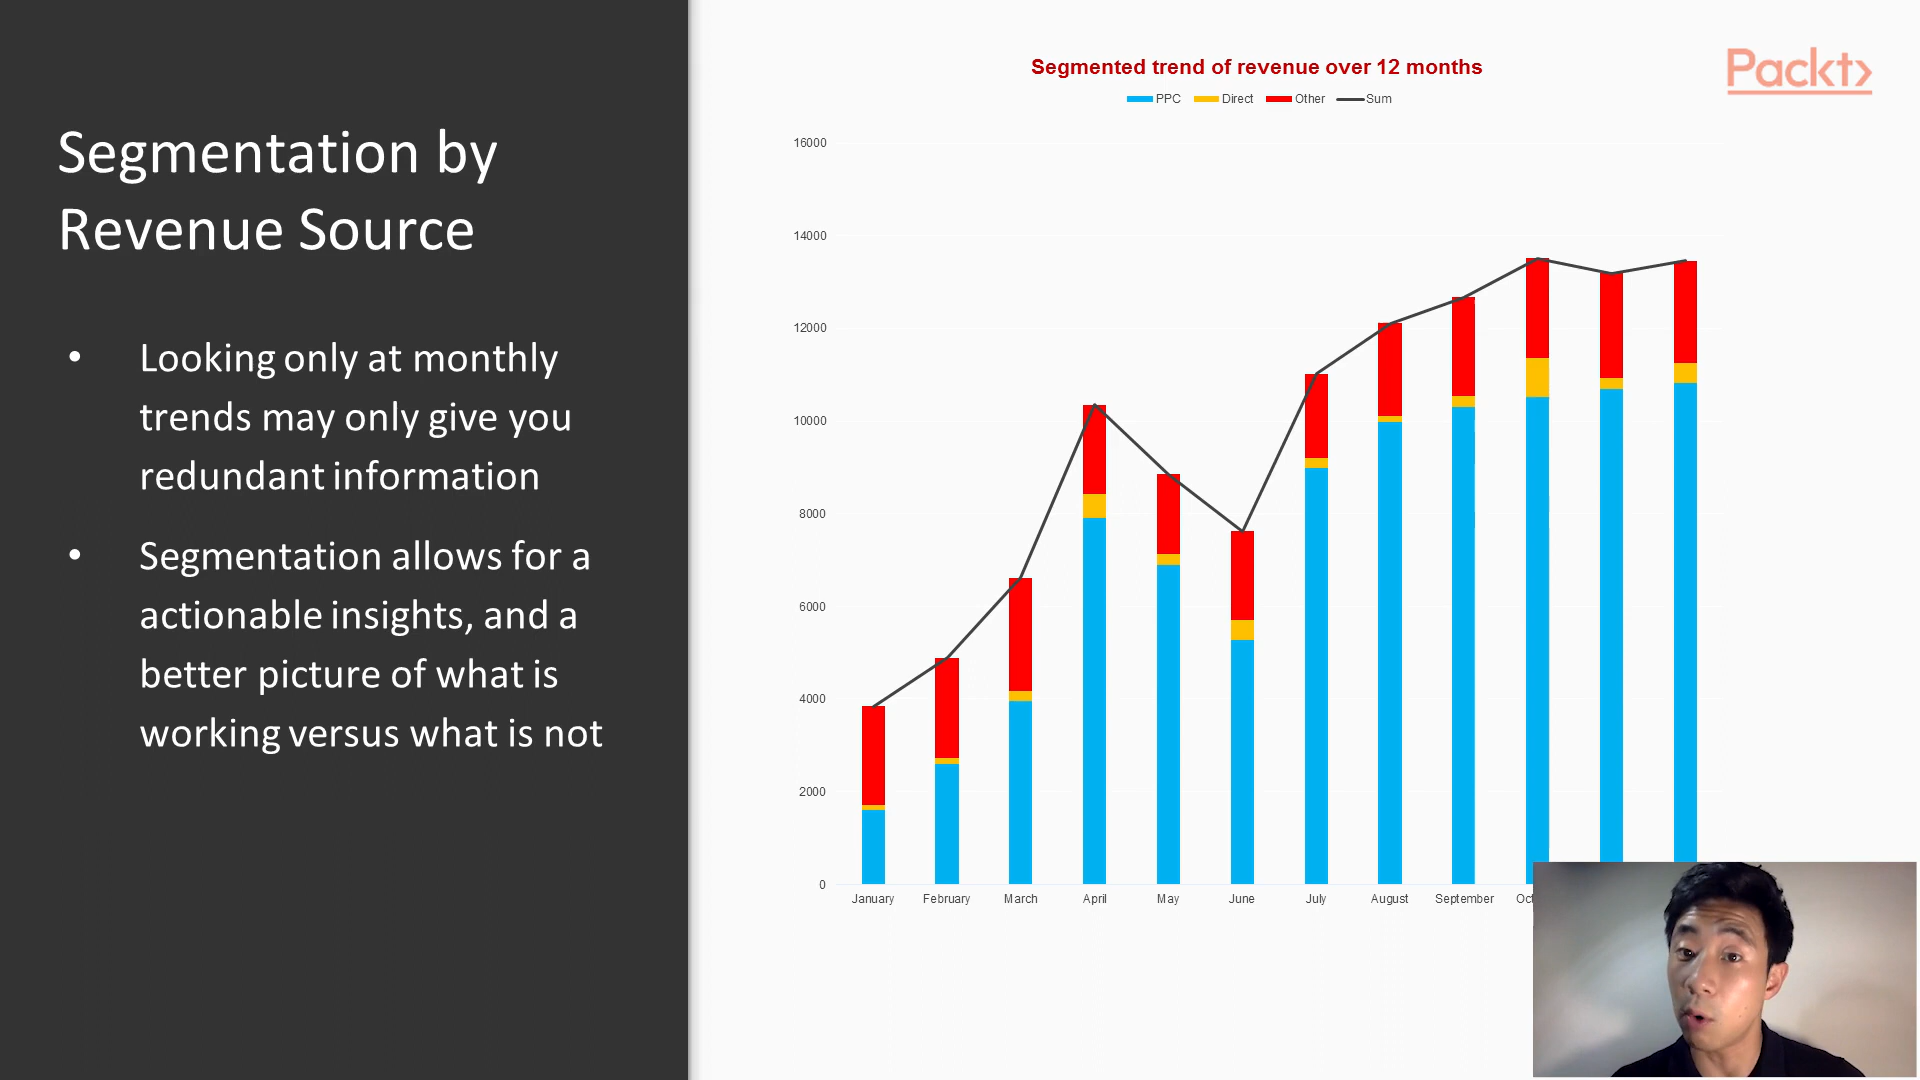 Segmentation by
Revenue Source
• Looking only at monthly
trends may only give you
redundant information
• Segmentation allows for a
actionable insights, and a
better picture of what is
working versus what is not
Segmented trend of revenue over 12 months
PPC Direct Other Sum
Packt>
16000
14000
12000
10000
8000
6000
4000
2000
0
January February March April May June July August September Oct